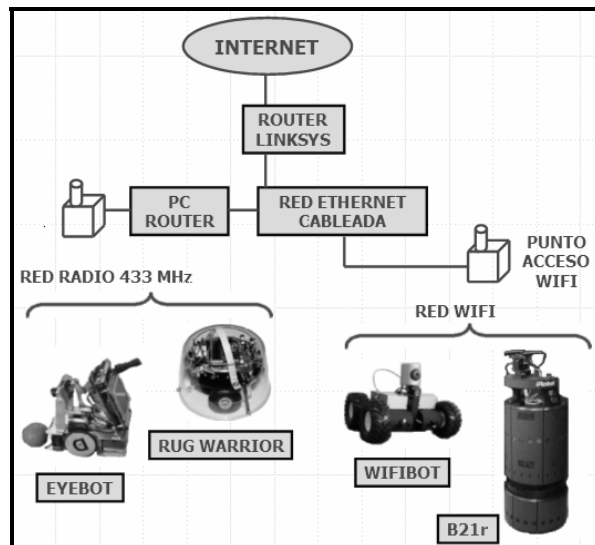 INTERNET
ROUTER
LINKSYS
PC
ROUTER
RED ETHERNET
CABLEADA
PUNTO
ACCESO
WIFI
RED RADIO 433 MHz
RED WIFI
iRobot
RUG WARRIOR
WIFIBOT
EYEBOT
B21r